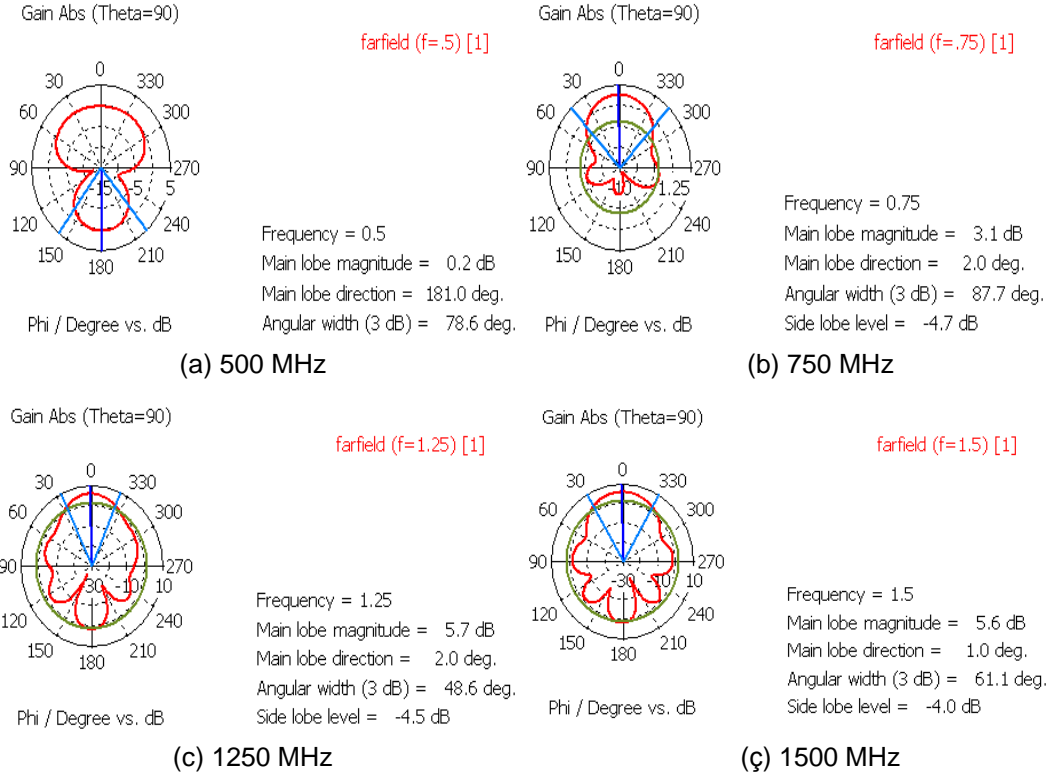 Gain Abs (Theta=90)
farfield (f=.5) [1]
0
30 330
60 300
90 270
-15 -5 5
120 240
150 210
180
Frequency = 0.5
Main lobe magnitude = 0.2 dB
Main lobe direction = 181.0 deg.
Angular width (3 dB) = 78.6 deg.
Phi / Degree vs. dB
(a) 500 MHz
Gain Abs (Theta=90)
farfield (f=.75) [1]
0
30 330
60 300
90 270
1.25
120 240
150 210
180
Frequency = 0.75
Main lobe magnitude = 3.1 dB
Main lobe direction = 2.0 deg.
Angular width (3 dB) = 87.7 deg.
Side lobe level = -4.7 dB
Phi / Degree vs. dB
(b) 750 MHz
Gain Abs (Theta=90)
farfield (f=1.25) [1]
0
30 330
60 300
90 270
-30 -10 10
120 240
150 210
180
Frequency = 1.25
Main lobe magnitude = 5.7 dB
Main lobe direction = 2.0 deg.
Angular width (3 dB) = 48.6 deg.
Side lobe level = -4.5 dB
Phi / Degree vs. dB
(c) 1250 MHz
Gain Abs (Theta=90)
farfield (f=1.5) [1]
0
30 330
60 300
90 270
-30 -10 10
120 240
150 210
180
Frequency = 1.5
Main lobe magnitude = 5.6 dB
Main lobe direction = 1.0 deg.
Angular width (3 dB) = 61.1 deg.
Side lobe level = -4.0 dB
Phi / Degree vs. dB
(ç) 1500 MHz